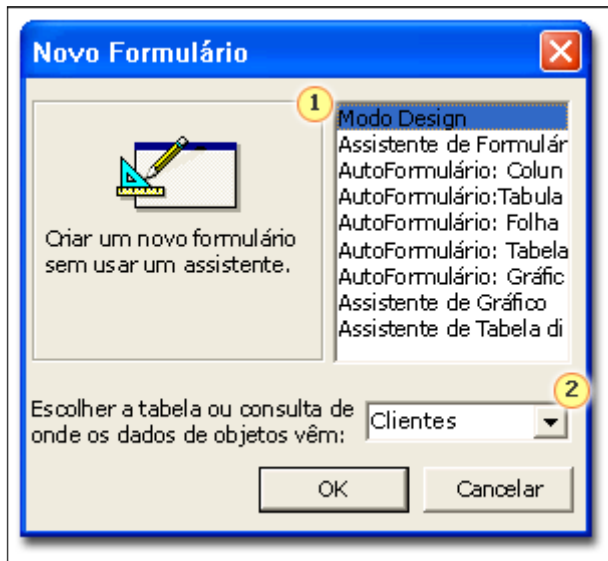 Novo Formulário
1
Modo Design
Assistente de Formulár
AutoFormulário: Colun
AutoFormulário:Tabula
AutoFormulário: Folha
AutoFormulário: Tabela
AutoFormulário: Gráfic
Assistente de Gráfico
Assistente de Tabela di
Criar um novo formulário
sem usar um assistente.
2
Escolher a tabela ou consulta de
onde os dados de objetos vêm:
Clientes
OK
Cancelar